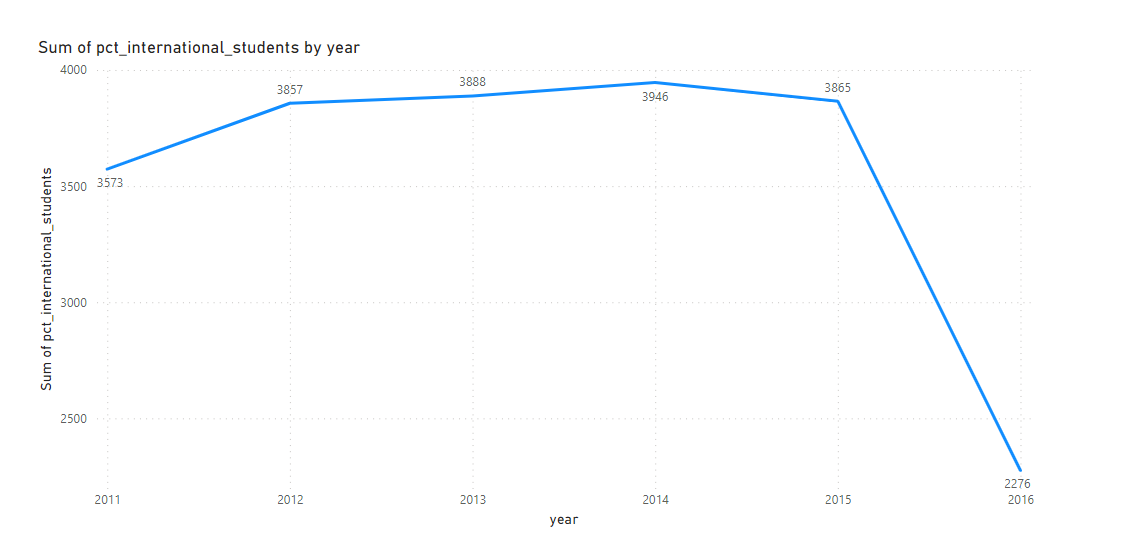 Sum of pct_international_students by year
4000
3500
3000
2500
Sum of pct_international_students
3573
3857
3888
3946
3865
2276
2011 2012 2013 2014 2015 2016
year